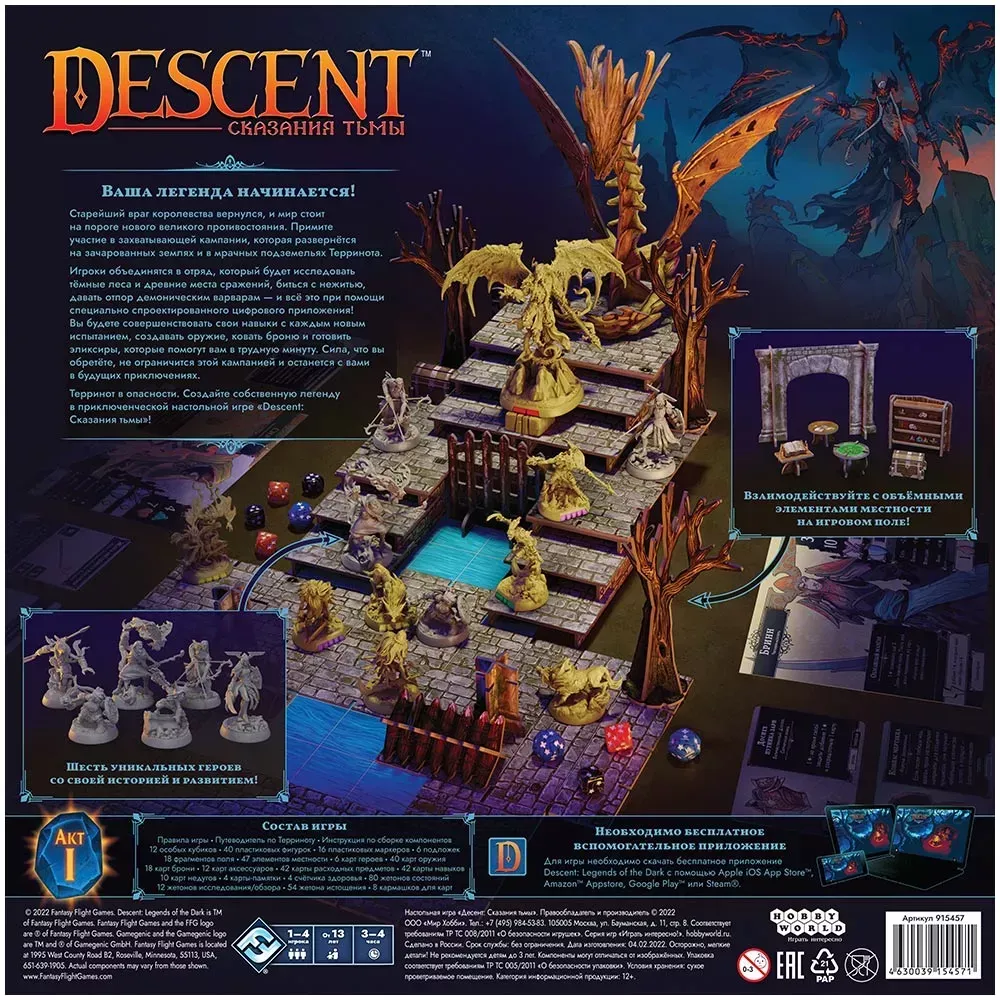 DESCENT™
СКАЗАНИЯ ТЬМЫ
ВАША ЛЕГЕНДА НАЧИНАЕТСЯ!
Старейший враг королевства вернулся, и мир стоит
на пороге нового великого противостояния. Примите
участие в захватывающей кампании, которая развернётся
на зачарованных землях и в мрачных подземельях Терринота.
Игроки объединятся в отряд, который будет исследовать
тёмные леса и древние места сражений, биться с нежитью,
давать отпор демоническим варварам — и всё это при помощи
специально спроектированного цифрового приложения!
Вы будете совершенствовать свои навыки с каждым новым
испытанием, создавать оружие, ковать броню и готовить
эликсиры, которые помогут вам в трудную минуту. Сила, что вы
обретёте, не ограничится этой кампанией и останется с вами
в будущих приключениях.
Терринот в опасности. Создайте собственную легенду
в приключенческой настольной игре «Descent:
Сказания тьмы»!
ВЗАИМОДЕЙСТВУЙТЕ С ОБЪЁМНЫМИ
ЭЛЕМЕНТАМИ МЕСТНОСТИ
НА ИГРОВОМ ПОЛЕ!
БРИНН
ШЕСТЬ УНИКАЛЬНЫХ ГЕРОЕВ
СО СВОЕЙ ИСТОРИЕЙ И РАЗВИТИЕМ!
АКТ
I
СОСТАВ ИГРЫ
Правила игры • Путеводитель по Терриноту • Инструкция по сборке компонентов
12 особых кубиков • 40 пластиковых фигурок • 16 пластиковых маркеров • 6 подложек
18 фрагментов поля • 47 элементов местности • 6 карт героев • 40 карт оружия
18 карт брони • 12 карт аксессуаров • 42 карты расходных предметов • 42 карты навыков
10 карт недугов • 4 карты-памятки • 4 счётчика здоровья • 80 жетонов состояний
12 жетонов исследования/обзора • 54 жетона истощения • 8 кармашков для карт
D
НЕОБХОДИМО БЕСПЛАТНОЕ
ВСПОМОГАТЕЛЬНОЕ ПРИЛОЖЕНИЕ
Для игры необходимо скачать бесплатное приложение
Descent: Legends of the Dark с помощью Apple iOS App Store™,
Amazon™ Appstore, Google Play™ или Steam®.
© 2022 Fantasy Flight Games. Descent: Legends of the Dark is TM
of Fantasy Flight Games. Fantasy Flight Games and the FFG logo
are ® of Fantasy Flight Games. Gamegenic and the Gamegenic logo
are TM and ® of Gamegenic GmbH. Fantasy Flight Games is located
at 1995 West County Road B2, Roseville, Minnesota, 55113, USA,
651-639-1905. Actual components may vary from those shown.
www.FantasyFlightGames.com
1–4
игрока
От 13
лет
3–4
часа
Настольная игра «Десент: Сказания тьмы». Правообладатель и производитель © 2022
ООО «Мир Хобби». Тел.: +7 (495) 984-53-83. 105005 Москва, ул. Бауманская, д. 11, стр. 8. Соответствует
требованиям ТР ТС 008/2011 «О безопасности игрушек». Изображения, тексты, игровые материалы: hobbyworld.ru.
Сделано в России. Срок службы: без ограничения. Дата изготовления: 04.02.2022. Осторожно, мелкие
детали! Не рекомендуется детям до 3 лет. Компоненты могут отличаться от изображённых. Упаковка
соответствует требованиям ТР ТС 005/2011 «О безопасности упаковки». Условия хранения: сухое
проветриваемое помещение. Категория информационной продукции: 12+.
HOBBY
WORLD
Играть интересно
0-3
EAC
21
PAP
Артикул 915457
4630039154571